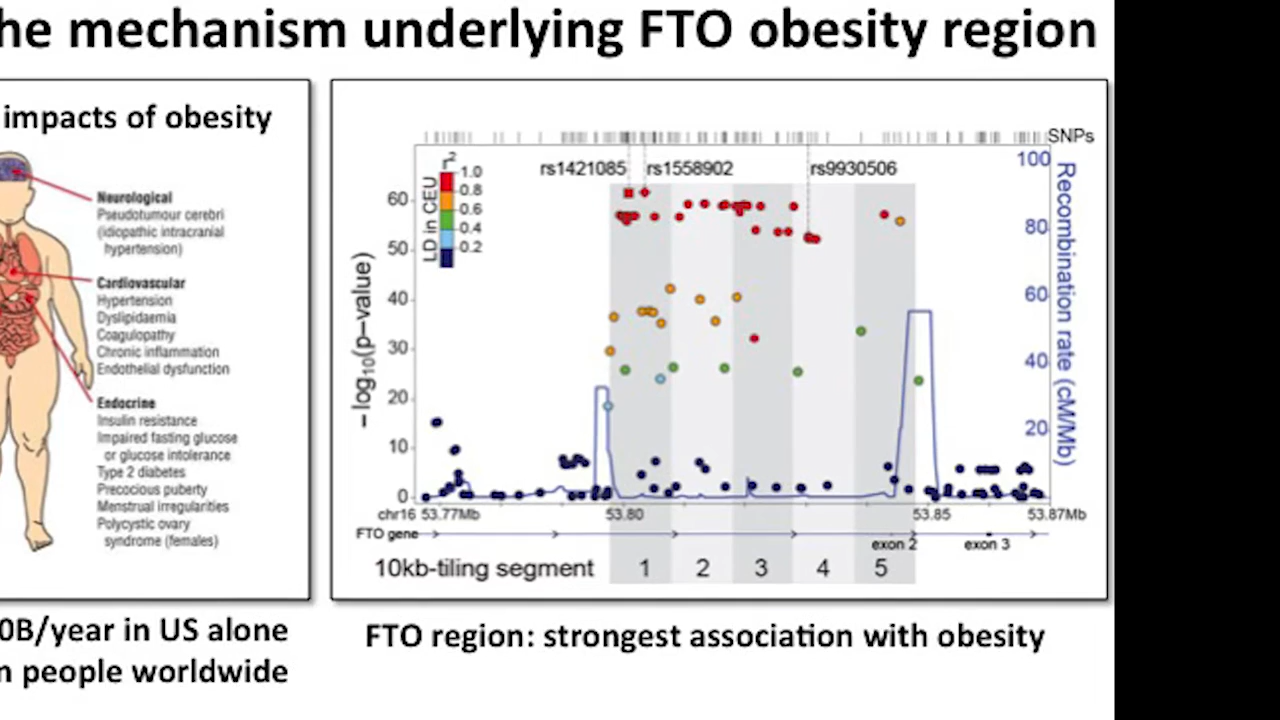 he mechanism underlying FTO obesity region
impacts of obesity
Neurological
Pseudotumour cerebri
(idiopathic intracranial
hypertension)
Cardiovascular
Hypertension
Dyslipidaemia
Coagulopathy
Chronic inflammation
Endothelial dysfunction
Endocrine
Insulin resistance
Impaired fasting glucose
or glucose intolerance
Type 2 diabetes
Precocious puberty
Menstrual irregularities
Polycystic ovary
syndrome (females)
0B/year in US alone
n people worldwide
SNPs
rs1421085 rs1558902 rs9930506
r2
LD in CEU
1.0
0.8
0.6
0.4
0.2
−log10(p−value)
60
50
40
30
20
10
0
100
80
60
40
20
Recombination rate (cM/Mb)
chr16 53.77Mb 53.80 53.85 53.87Mb
FTO gene
exon 2 exon 3
10kb-tiling segment 1 2 3 4 5
FTO region: strongest association with obesity